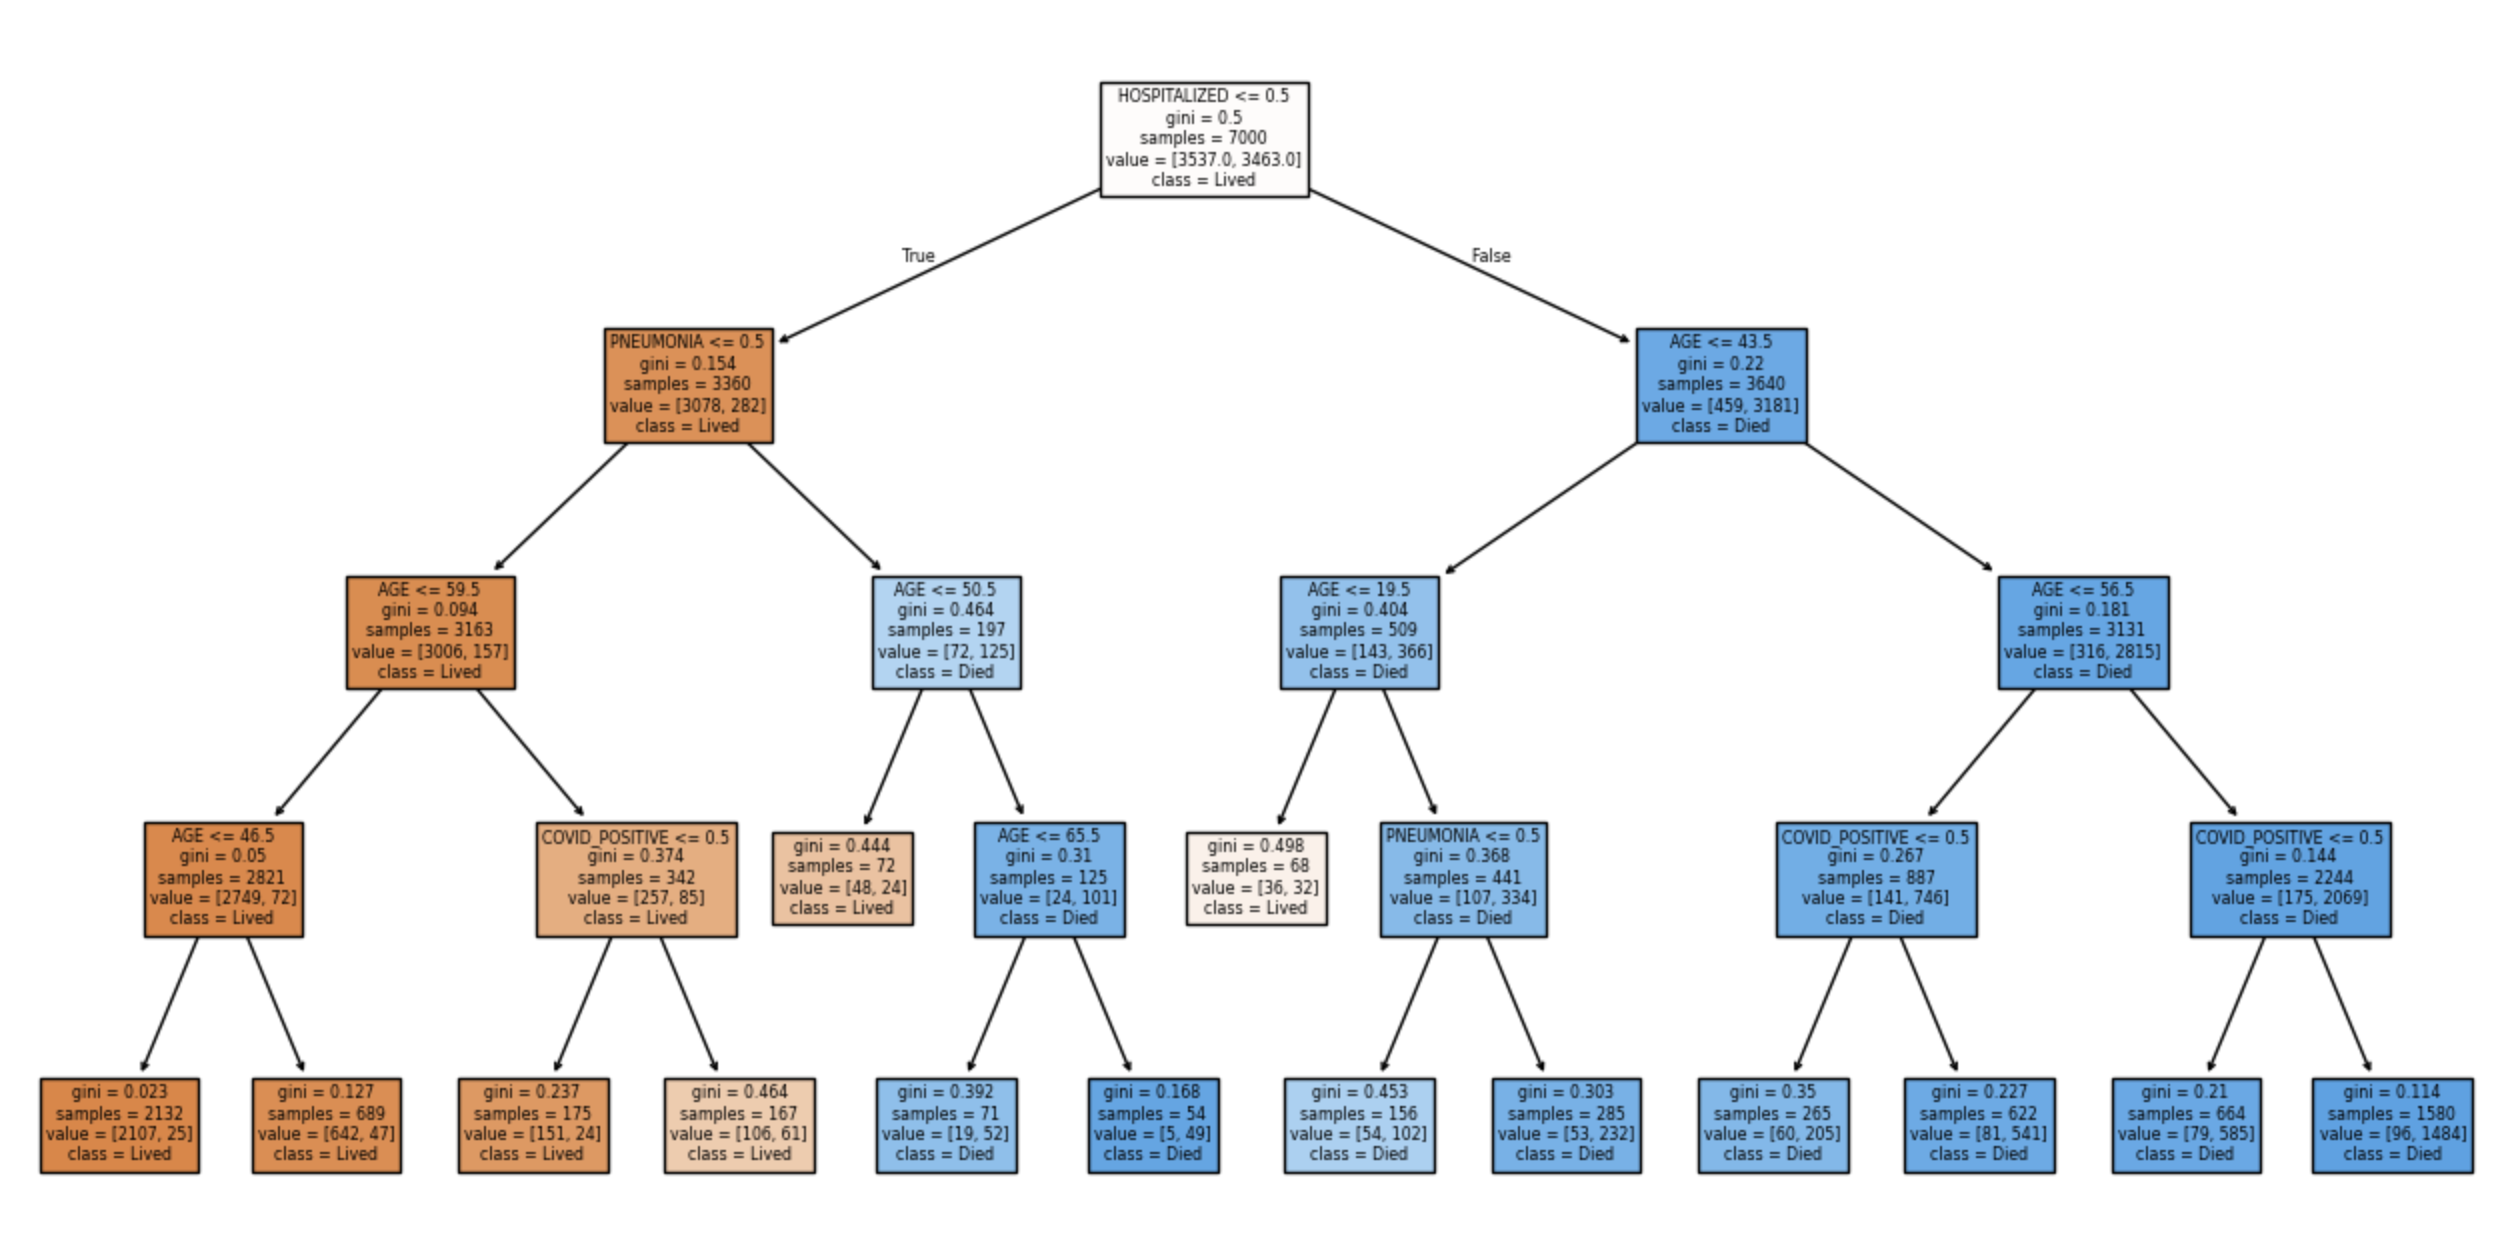 HOSPITALIZED <= 0.5
gini = 0.5
samples = 7000
value = [3537.0, 3463.0]
class = Lived
True
False
PNEUMONIA <= 0.5
gini = 0.154
samples = 3360
value = [3078, 282]
class = Lived
AGE <= 43.5
gini = 0.22
samples = 3640
value = [459, 3181]
class = Died
AGE <= 59.5
gini = 0.094
samples = 3163
value = [3006, 157]
class = Lived
AGE <= 50.5
gini = 0.464
samples = 197
value = [72, 125]
class = Died
AGE <= 19.5
gini = 0.404
samples = 509
value = [143, 366]
class = Died
AGE <= 56.5
gini = 0.181
samples = 3131
value = [316, 2815]
class = Died
AGE <= 46.5
gini = 0.05
samples = 2821
value = [2749, 72]
class = Lived
COVID_POSITIVE <= 0.5
gini = 0.374
samples = 342
value = [257, 85]
class = Lived
gini = 0.444
samples = 72
value = [48, 24]
class = Lived
AGE <= 65.5
gini = 0.31
samples = 125
value = [24, 101]
class = Died
gini = 0.498
samples = 68
value = [36, 32]
class = Lived
PNEUMONIA <= 0.5
gini = 0.368
samples = 441
value = [107, 334]
class = Died
COVID_POSITIVE <= 0.5
gini = 0.267
samples = 887
value = [141, 746]
class = Died
COVID_POSITIVE <= 0.5
gini = 0.144
samples = 2244
value = [175, 2069]
class = Died
gini = 0.023
samples = 2132
value = [2107, 25]
class = Lived
gini = 0.127
samples = 689
value = [642, 47]
class = Lived
gini = 0.237
samples = 175
value = [151, 24]
class = Lived
gini = 0.464
samples = 167
value = [106, 61]
class = Lived
gini = 0.392
samples = 71
value = [19, 52]
class = Died
gini = 0.168
samples = 54
value = [5, 49]
class = Died
gini = 0.453
samples = 156
value = [54, 102]
class = Died
gini = 0.303
samples = 285
value = [53, 232]
class = Died
gini = 0.35
samples = 265
value = [60, 205]
class = Died
gini = 0.227
samples = 622
value = [81, 541]
class = Died
gini = 0.21
samples = 664
value = [79, 585]
class = Died
gini = 0.114
samples = 1580
value = [96, 1484]
class = Died